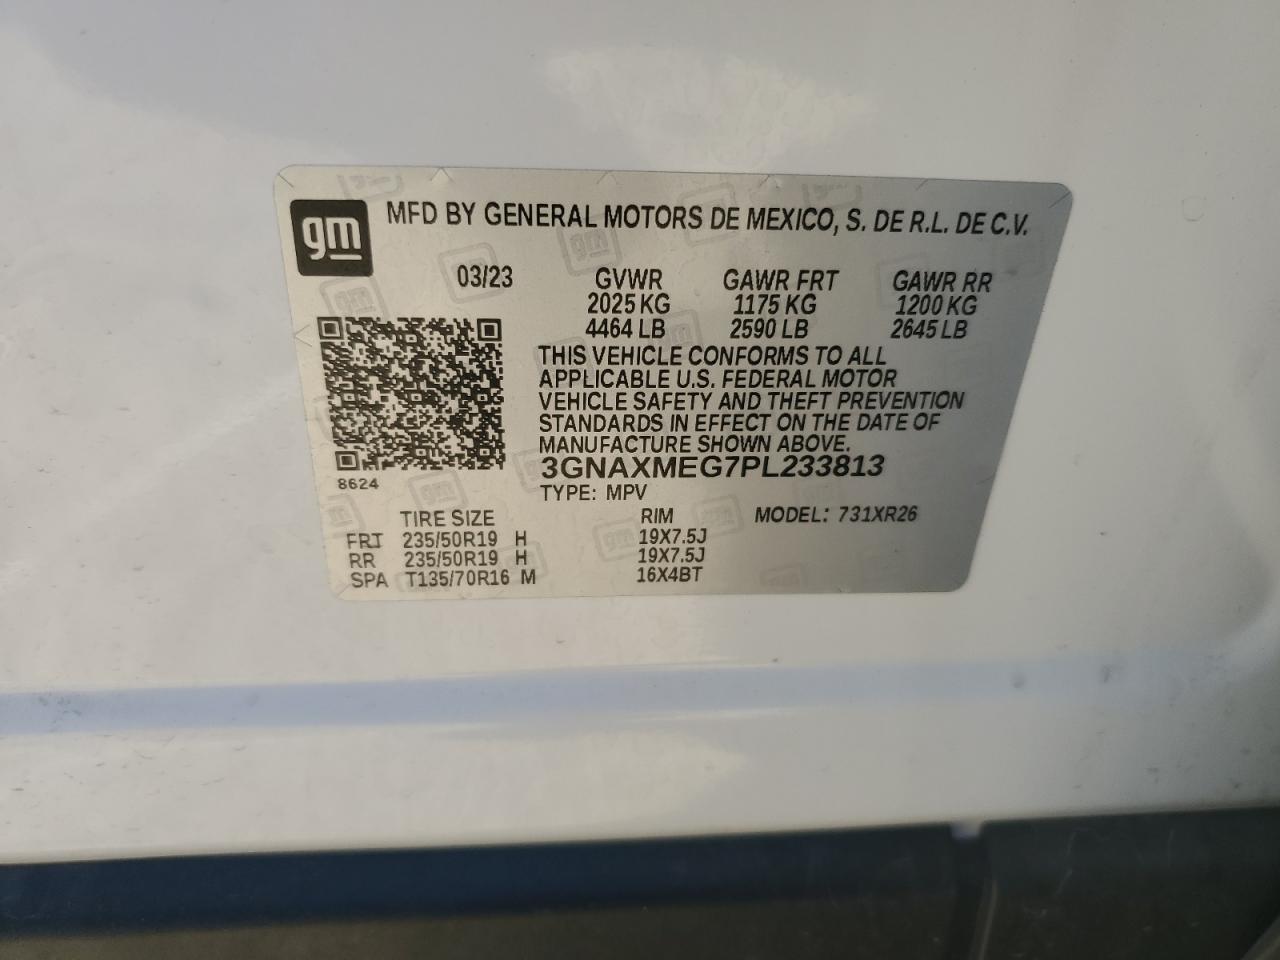 gm MFD BY GENERAL MOTORS DE MEXICO, S. DE R.L. DE C.V.
03/23 GVWR GAWR FRT GAWR RR
2025 KG 1175 KG 1200 KG
4464 LB 2590 LB 2645 LB
THIS VEHICLE CONFORMS TO ALL
APPLICABLE U.S. FEDERAL MOTOR
VEHICLE SAFETY AND THEFT PREVENTION
STANDARDS IN EFFECT ON THE DATE OF
MANUFACTURE SHOWN ABOVE.
3GNAXMEG7PL233813
8624 TYPE: MPV
TIRE SIZE RIM MODEL: 731XR26
FRT 235/50R19 H 19X7.5J
RR 235/50R19 H 19X7.5J
SPA T135/70R16 M 16X4BT